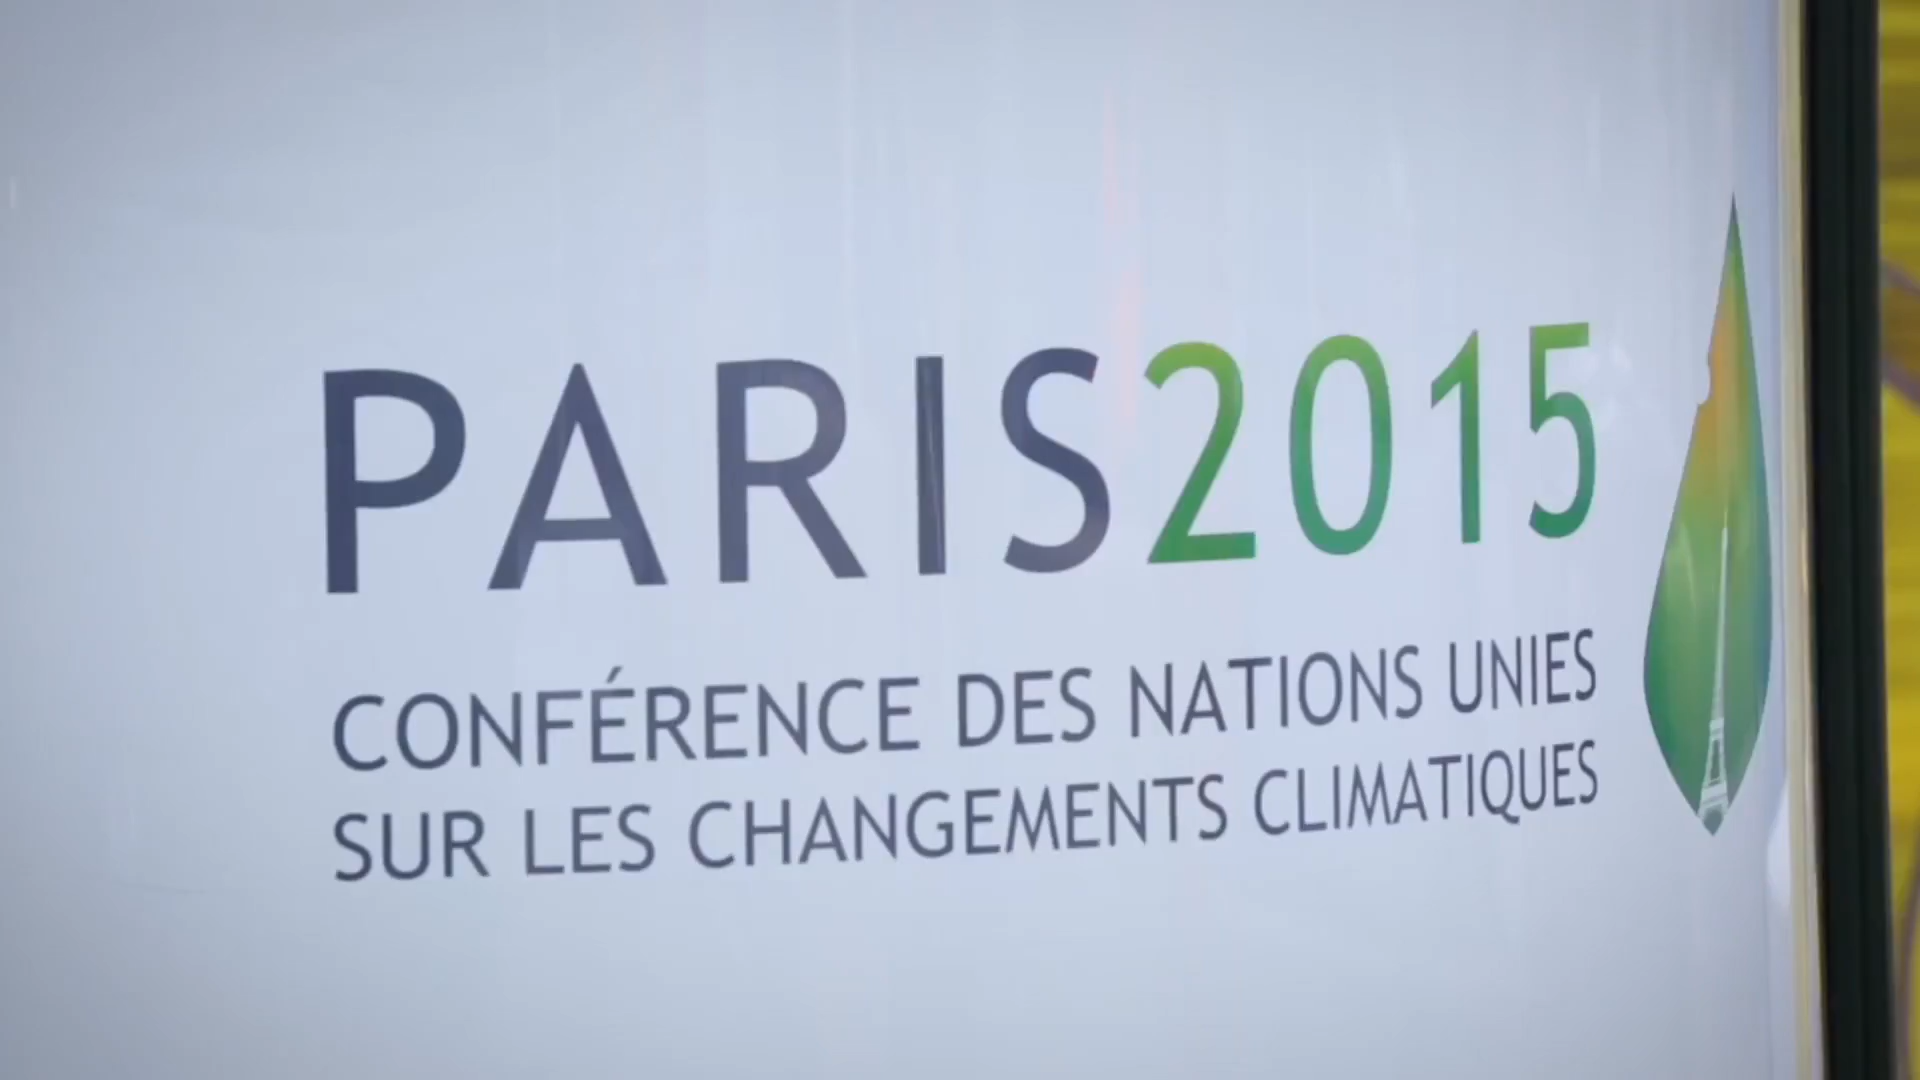 PARIS2015
CONFÉRENCE DES NATIONS UNIES
SUR LES CHANGEMENTS CLIMATIQUES